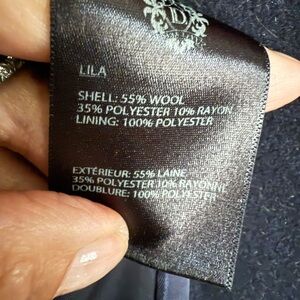 D
LILA
SHELL: 55% WOOL
35% POLYESTER 10% RAYON
LINING: 100% POLYESTER
EXTÉRIEUR: 55% LAINE
35% POLYESTER 10% RAYONNE
DOUBLURE: 100% POLYESTER